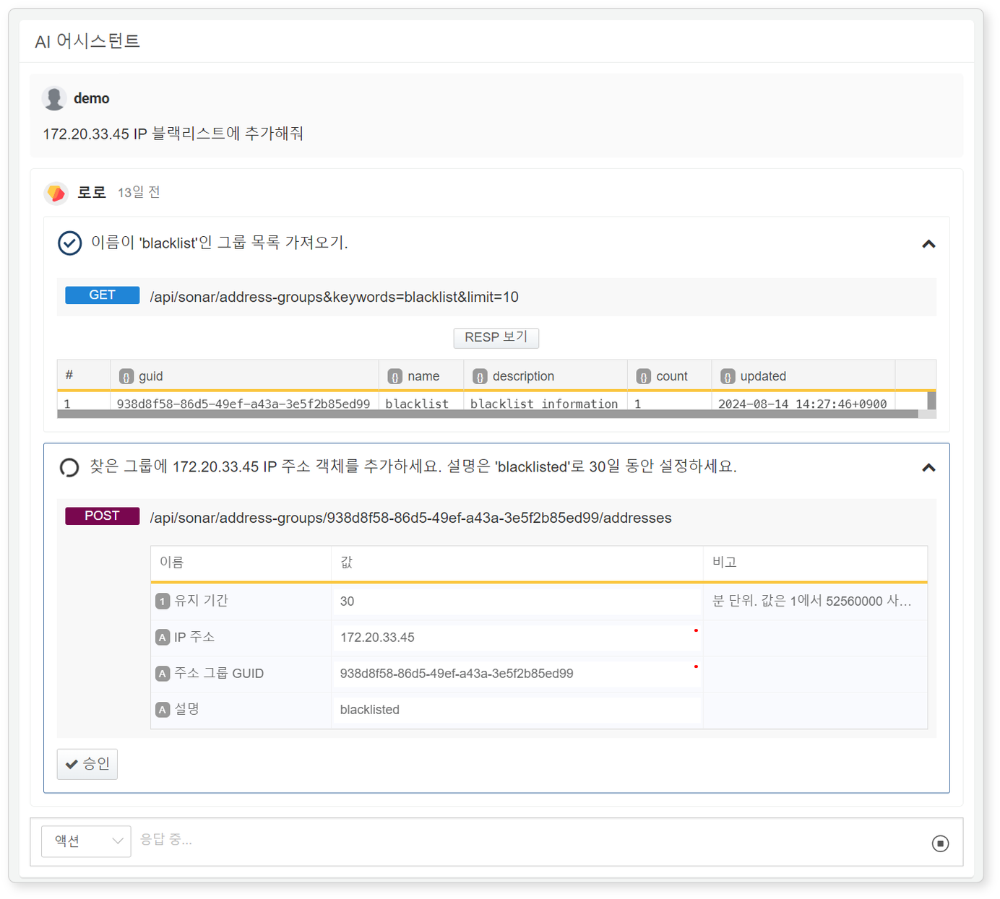 AI 어시스턴트
demo
172.20.33.45 IP 블랙리스트에 추가해줘
로로 13일 전
이름이 'blacklist'인 그룹 목록 가져오기.
GET /api/sonar/address-groups&keywords=blacklist&limit=10
RESP 보기
# {} guid {} name {} description {} count {} updated
1 938d8f58-86d5-49ef-a43a-3e5f2b85ed99 blacklist blacklist information 1 2024-08-14 14:27:46+0900
찾은 그룹에 172.20.33.45 IP 주소 객체를 추가하세요. 설명은 'blacklisted'로 30일 동안 설정하세요.
POST /api/sonar/address-groups/938d8f58-86d5-49ef-a43a-3e5f2b85ed99/addresses
이름 값 비고
1 유지 기간 30 분 단위. 값은 1에서 52560000 사...
A IP 주소 172.20.33.45
A 주소 그룹 GUID 938d8f58-86d5-49ef-a43a-3e5f2b85ed99
A 설명 blacklisted
승인
액션 응답 중...